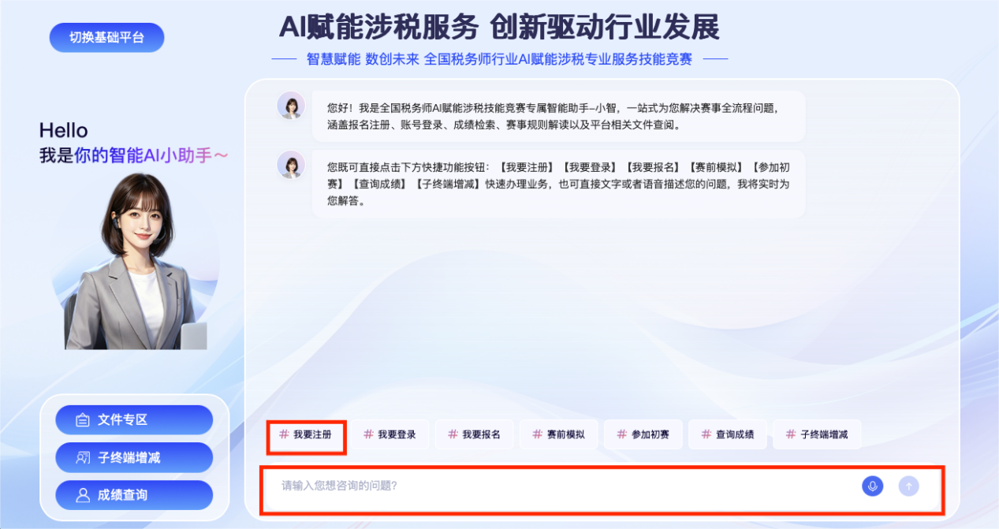 切换基础平台
AI赋能涉税服务 创新驱动行业发展
智慧赋能 数创未来 全国税务师行业AI赋能涉税专业服务技能竞赛
Hello
我是你的智能AI小助手～
您好！我是全国税务师AI赋能涉税技能竞赛专属智能助手–小智，一站式为您解决赛事全流程问题，
涵盖报名注册、账号登录、成绩检索、赛事规则解读以及平台相关文件查阅。
您既可直接点击下方快捷功能按钮：【我要注册】【我要登录】【我要报名】【赛前模拟】【参加初
赛】【查询成绩】【子终端增减】快速办理业务，也可直接文字或者语音描述您的问题，我将实时为
您解答。
文件专区
子终端增减
成绩查询
# 我要注册 # 我要登录 # 我要报名 # 赛前模拟 # 参加初赛 # 查询成绩 # 子终端增减
请输入您想咨询的问题?